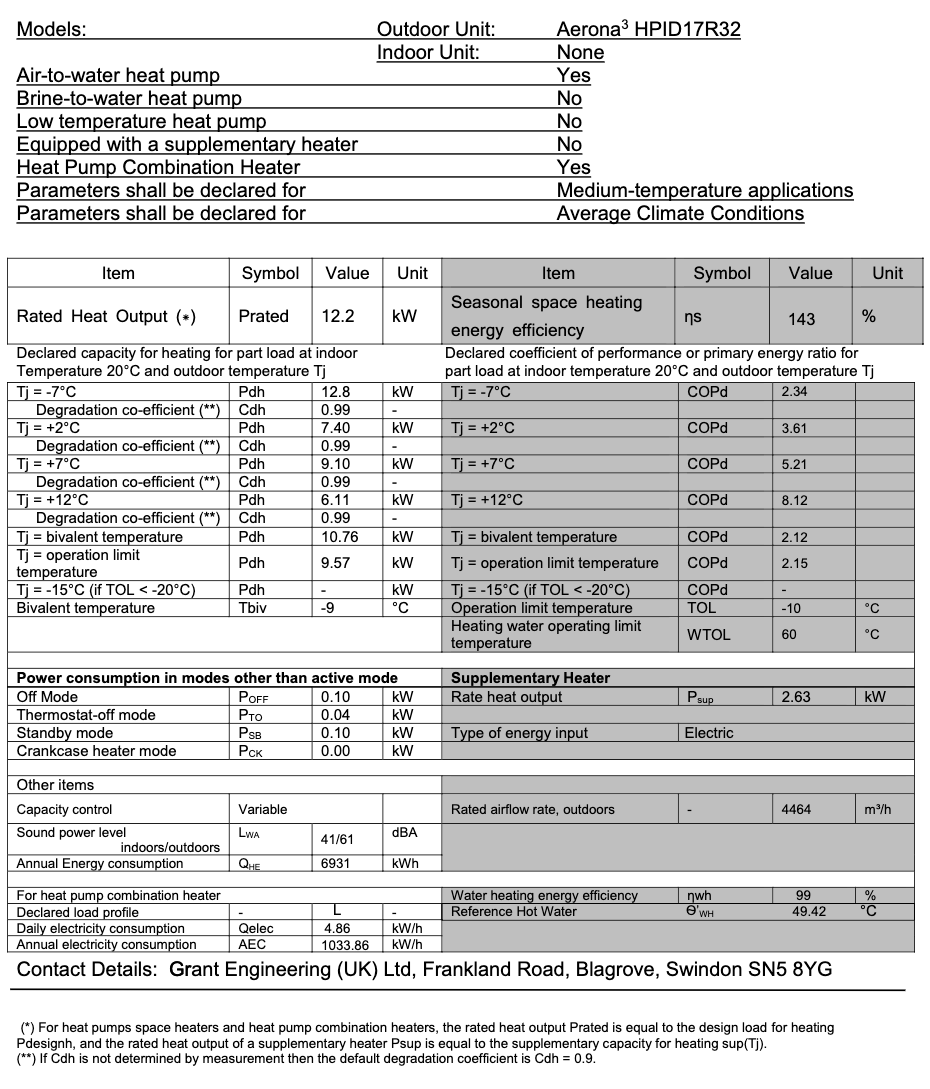 Models: Outdoor Unit: Aerona³ HPID17R32
Indoor Unit: None
Air-to-water heat pump Yes
Brine-to-water heat pump No
Low temperature heat pump No
Equipped with a supplementary heater No
Heat Pump Combination Heater Yes
Parameters shall be declared for Medium-temperature applications
Parameters shall be declared for Average Climate Conditions
Item Symbol Value Unit Item Symbol Value Unit
Rated Heat Output (*) Prated 12.2 kW Seasonal space heating energy efficiency ηs 143 %
Declared capacity for heating for part load at indoor Declared coefficient of performance or primary energy ratio for
Temperature 20°C and outdoor temperature Tj part load at indoor temperature 20°C and outdoor temperature Tj
Tj = -7°C Pdh 12.8 kW Tj = -7°C COPd 2.34
Degradation co-efficient (**) Cdh 0.99 -
Tj = +2°C Pdh 7.40 kW Tj = +2°C COPd 3.61
Degradation co-efficient (**) Cdh 0.99 -
Tj = +7°C Pdh 9.10 kW Tj = +7°C COPd 5.21
Degradation co-efficient (**) Cdh 0.99 -
Tj = +12°C Pdh 6.11 kW Tj = +12°C COPd 8.12
Degradation co-efficient (**) Cdh 0.99 -
Tj = bivalent temperature Pdh 10.76 kW Tj = bivalent temperature COPd 2.12
Tj = operation limit temperature Pdh 9.57 kW Tj = operation limit temperature COPd 2.15
Tj = -15°C (if TOL < -20°C) Pdh - kW Tj = -15°C (if TOL < -20°C) COPd -
Bivalent temperature Tbiv -9 °C Operation limit temperature TOL -10 °C
Heating water operating limit temperature WTOL 60 °C
Power consumption in modes other than active mode Supplementary Heater
Off Mode POFF 0.10 kW Rate heat output Psup 2.63 kW
Thermostat-off mode PTO 0.04 kW
Standby mode PSB 0.10 kW Type of energy input Electric
Crankcase heater mode PCK 0.00 kW
Other items
Capacity control Variable Rated airflow rate, outdoors - 4464 m³/h
Sound power level indoors/outdoors LWA 41/61 dBA
Annual Energy consumption QHE 6931 kWh
For heat pump combination heater Water heating energy efficiency ηwh 99 %
Declared load profile - L - Reference Hot Water Θ'WH 49.42 °C
Daily electricity consumption Qelec 4.86 kW/h
Annual electricity consumption AEC 1033.86 kW/h
Contact Details: Grant Engineering (UK) Ltd, Frankland Road, Blagrove, Swindon SN5 8YG
(*) For heat pumps space heaters and heat pump combination heaters, the rated heat output Prated is equal to the design load for heating
Pdesignh, and the rated heat output of a supplementary heater Psup is equal to the supplementary capacity for heating sup(Tj).
(**) If Cdh is not determined by measurement then the default degradation coefficient is Cdh = 0.9.